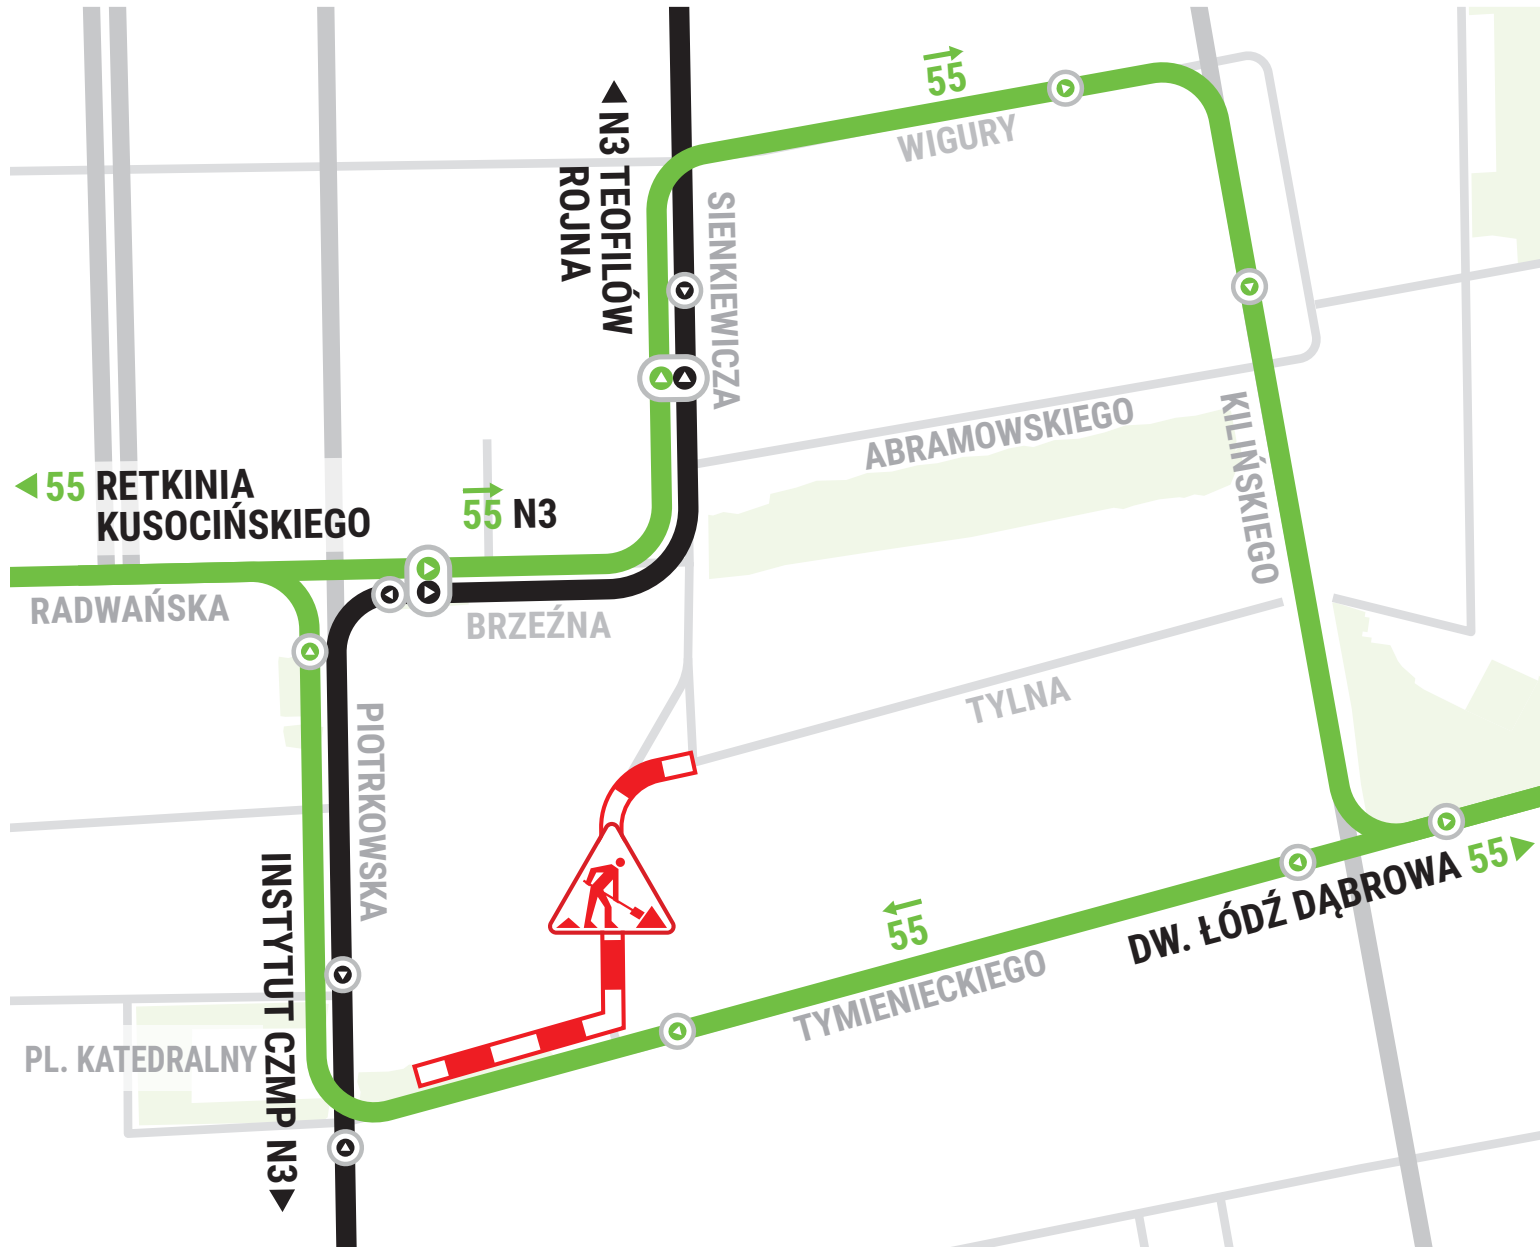 55
WIGURY
N3 TEOFILÓW
ROJNA
SIENKIEWICZA
ABRAMOWSKIEGO
KILIŃSKIEGO
55 RETKINIA
KUSOCIŃSKIEGO
55 N3
RADWAŃSKA
BRZEŹNA
TYLNA
PIOTRKOWSKA
INSTYTUT CZMP N3
55
TYMIENIECKIEGO
DW. ŁÓDŹ DĄBROWA 55
PL. KATEDRALNY